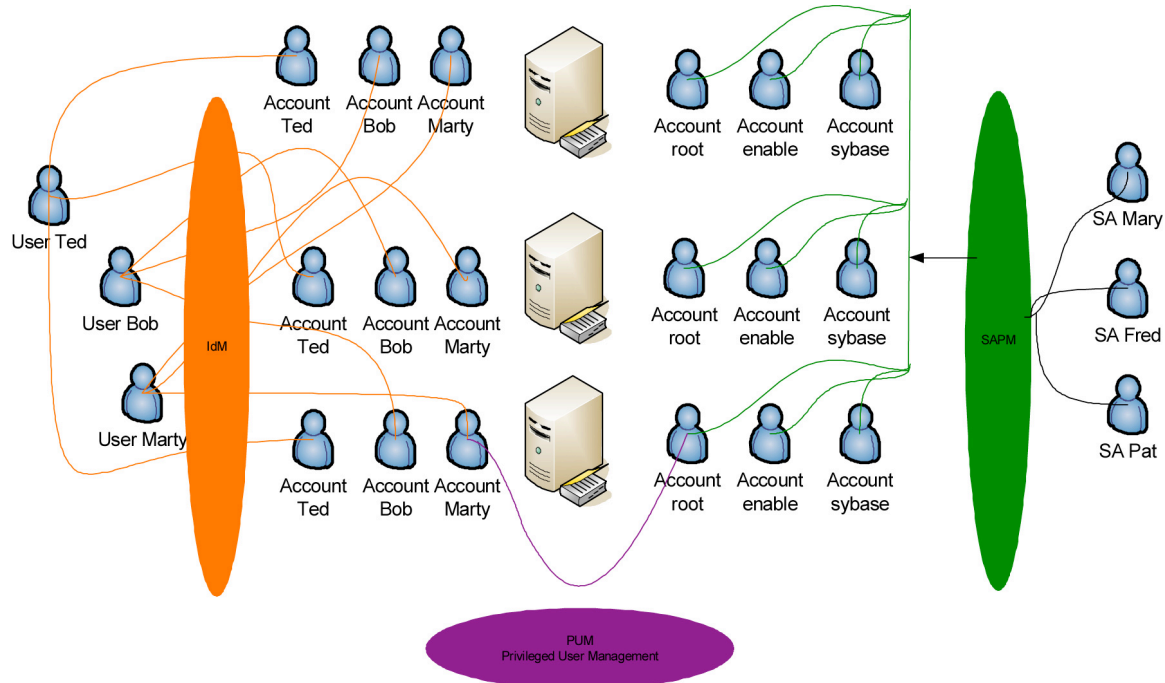 Account
Ted
Account
Bob
Account
Marty
Account
root
Account
enable
Account
sybase
SA Mary
User Ted
User Bob
Account
Ted
Account
Bob
Account
Marty
Account
root
Account
enable
Account
sybase
SA Fred
IdM
SAPM
User Marty
SA Pat
Account
Ted
Account
Bob
Account
Marty
Account
root
Account
enable
Account
sybase
PUM
Privileged User Management